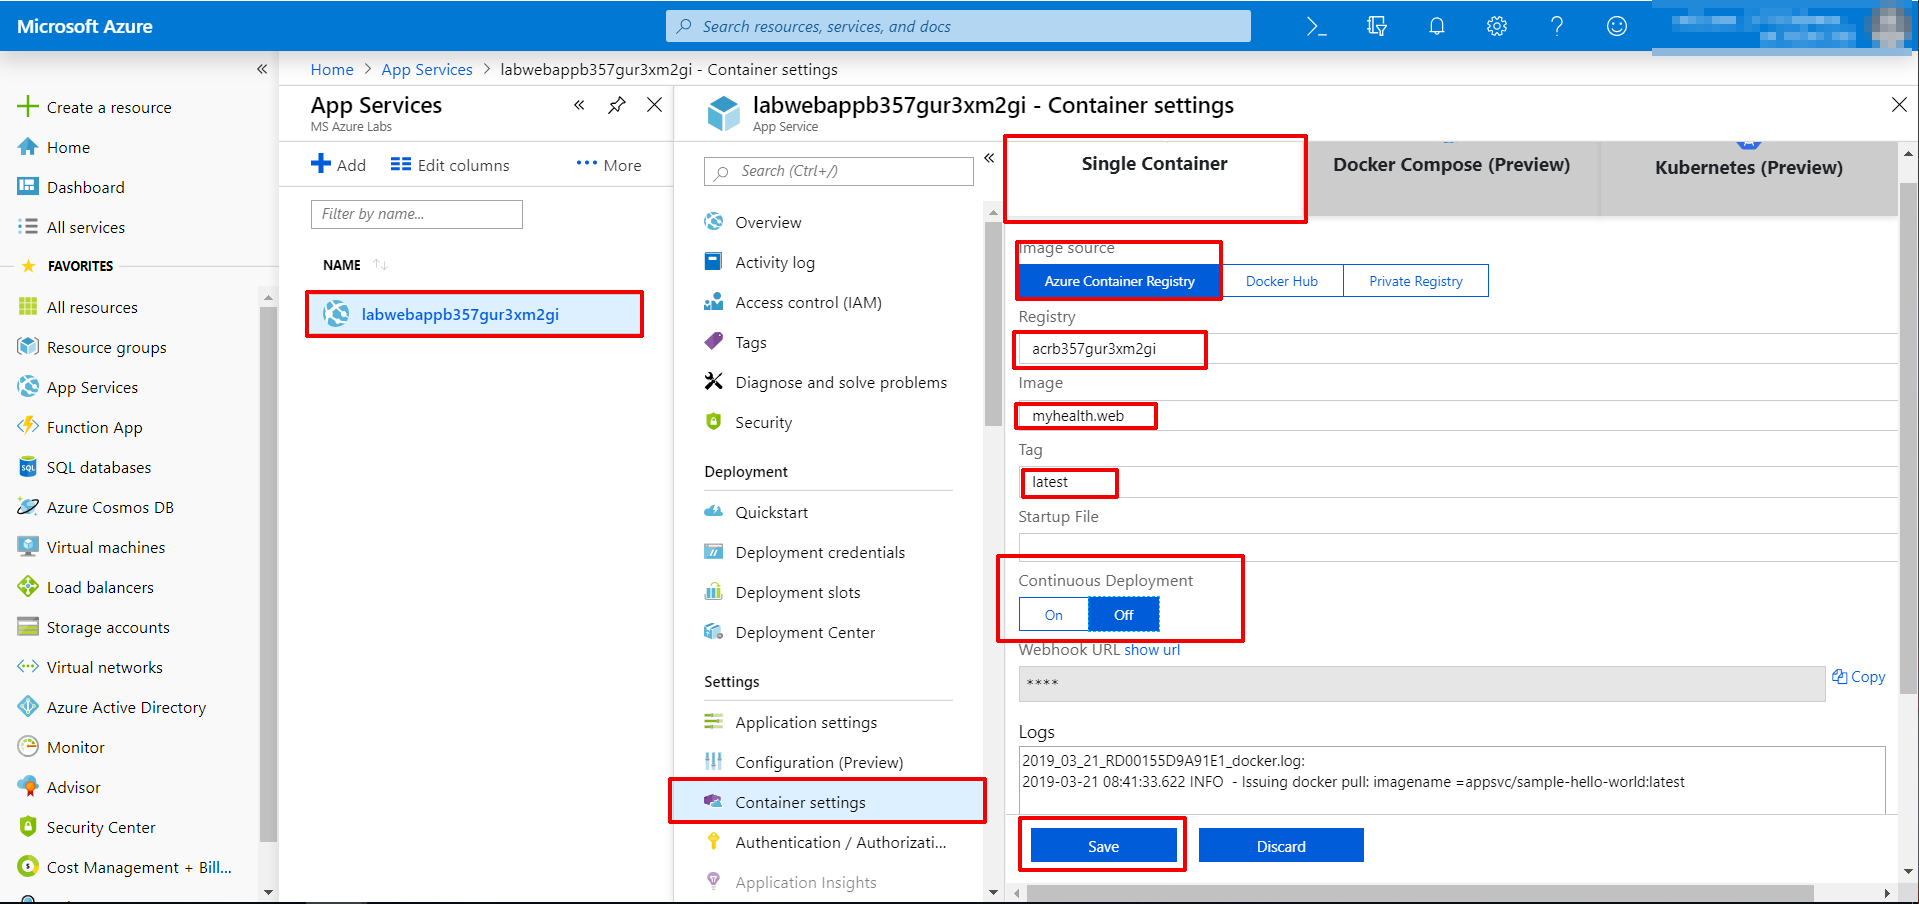 Microsoft Azure
Search resources, services, and docs
Create a resource
Home
Dashboard
All services
FAVORITES
All resources
Resource groups
App Services
Function App
SQL databases
Azure Cosmos DB
Virtual machines
Load balancers
Storage accounts
Virtual networks
Azure Active Directory
Monitor
Advisor
Security Center
Cost Management + Bill...
Home > App Services > labwebappb357gur3xm2gi - Container settings
App Services
MS Azure Labs
Add Edit columns ··· More
Filter by name...
NAME
labwebappb357gur3xm2gi
labwebappb357gur3xm2gi - Container settings
App Service
Search (Ctrl+/)
Overview
Activity log
Access control (IAM)
Tags
Diagnose and solve problems
Security
Deployment
Quickstart
Deployment credentials
Deployment slots
Deployment Center
Settings
Application settings
Configuration (Preview)
Container settings
Authentication / Authorizati...
Application Insights
Single Container
Docker Compose (Preview)
Kubernetes (Preview)
Image source
Azure Container Registry Docker Hub Private Registry
Registry
acrb357gur3xm2gi
Image
myhealth.web
Tag
latest
Startup File
Continuous Deployment
On Off
Webhook URL show url
****
Copy
Logs
2019_03_21_RD00155D9A91E1_docker.log:
2019-03-21 08:41:33.622 INFO - Issuing docker pull: imagename =appsvc/sample-hello-world:latest
Save Discard